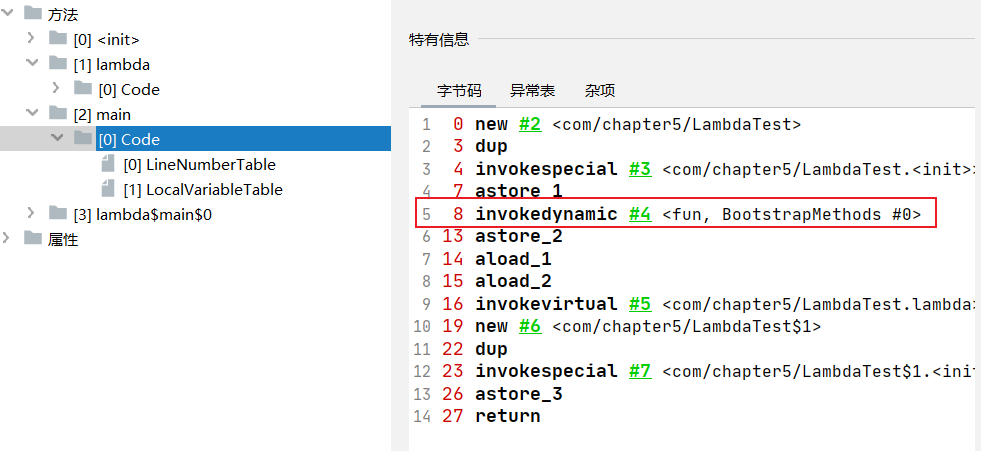 方法
[0] <init>
[1] lambda
[0] Code
[2] main
[0] Code
[0] LineNumberTable
[1] LocalVariableTable
[3] lambda$main$0
属性
特有信息
字节码 异常表 杂项
1 0 new #2 <com/chapter5/LambdaTest>
2 3 dup
3 4 invokespecial #3 <com/chapter5/LambdaTest.<init>>
4 7 astore_1
5 8 invokedynamic #4 <fun, BootstrapMethods #0>
6 13 astore_2
7 14 aload_1
8 15 aload_2
9 16 invokevirtual #5 <com/chapter5/LambdaTest.lambda>
10 19 new #6 <com/chapter5/LambdaTest$1>
11 22 dup
12 23 invokespecial #7 <com/chapter5/LambdaTest$1.<init
13 26 astore_3
14 27 return